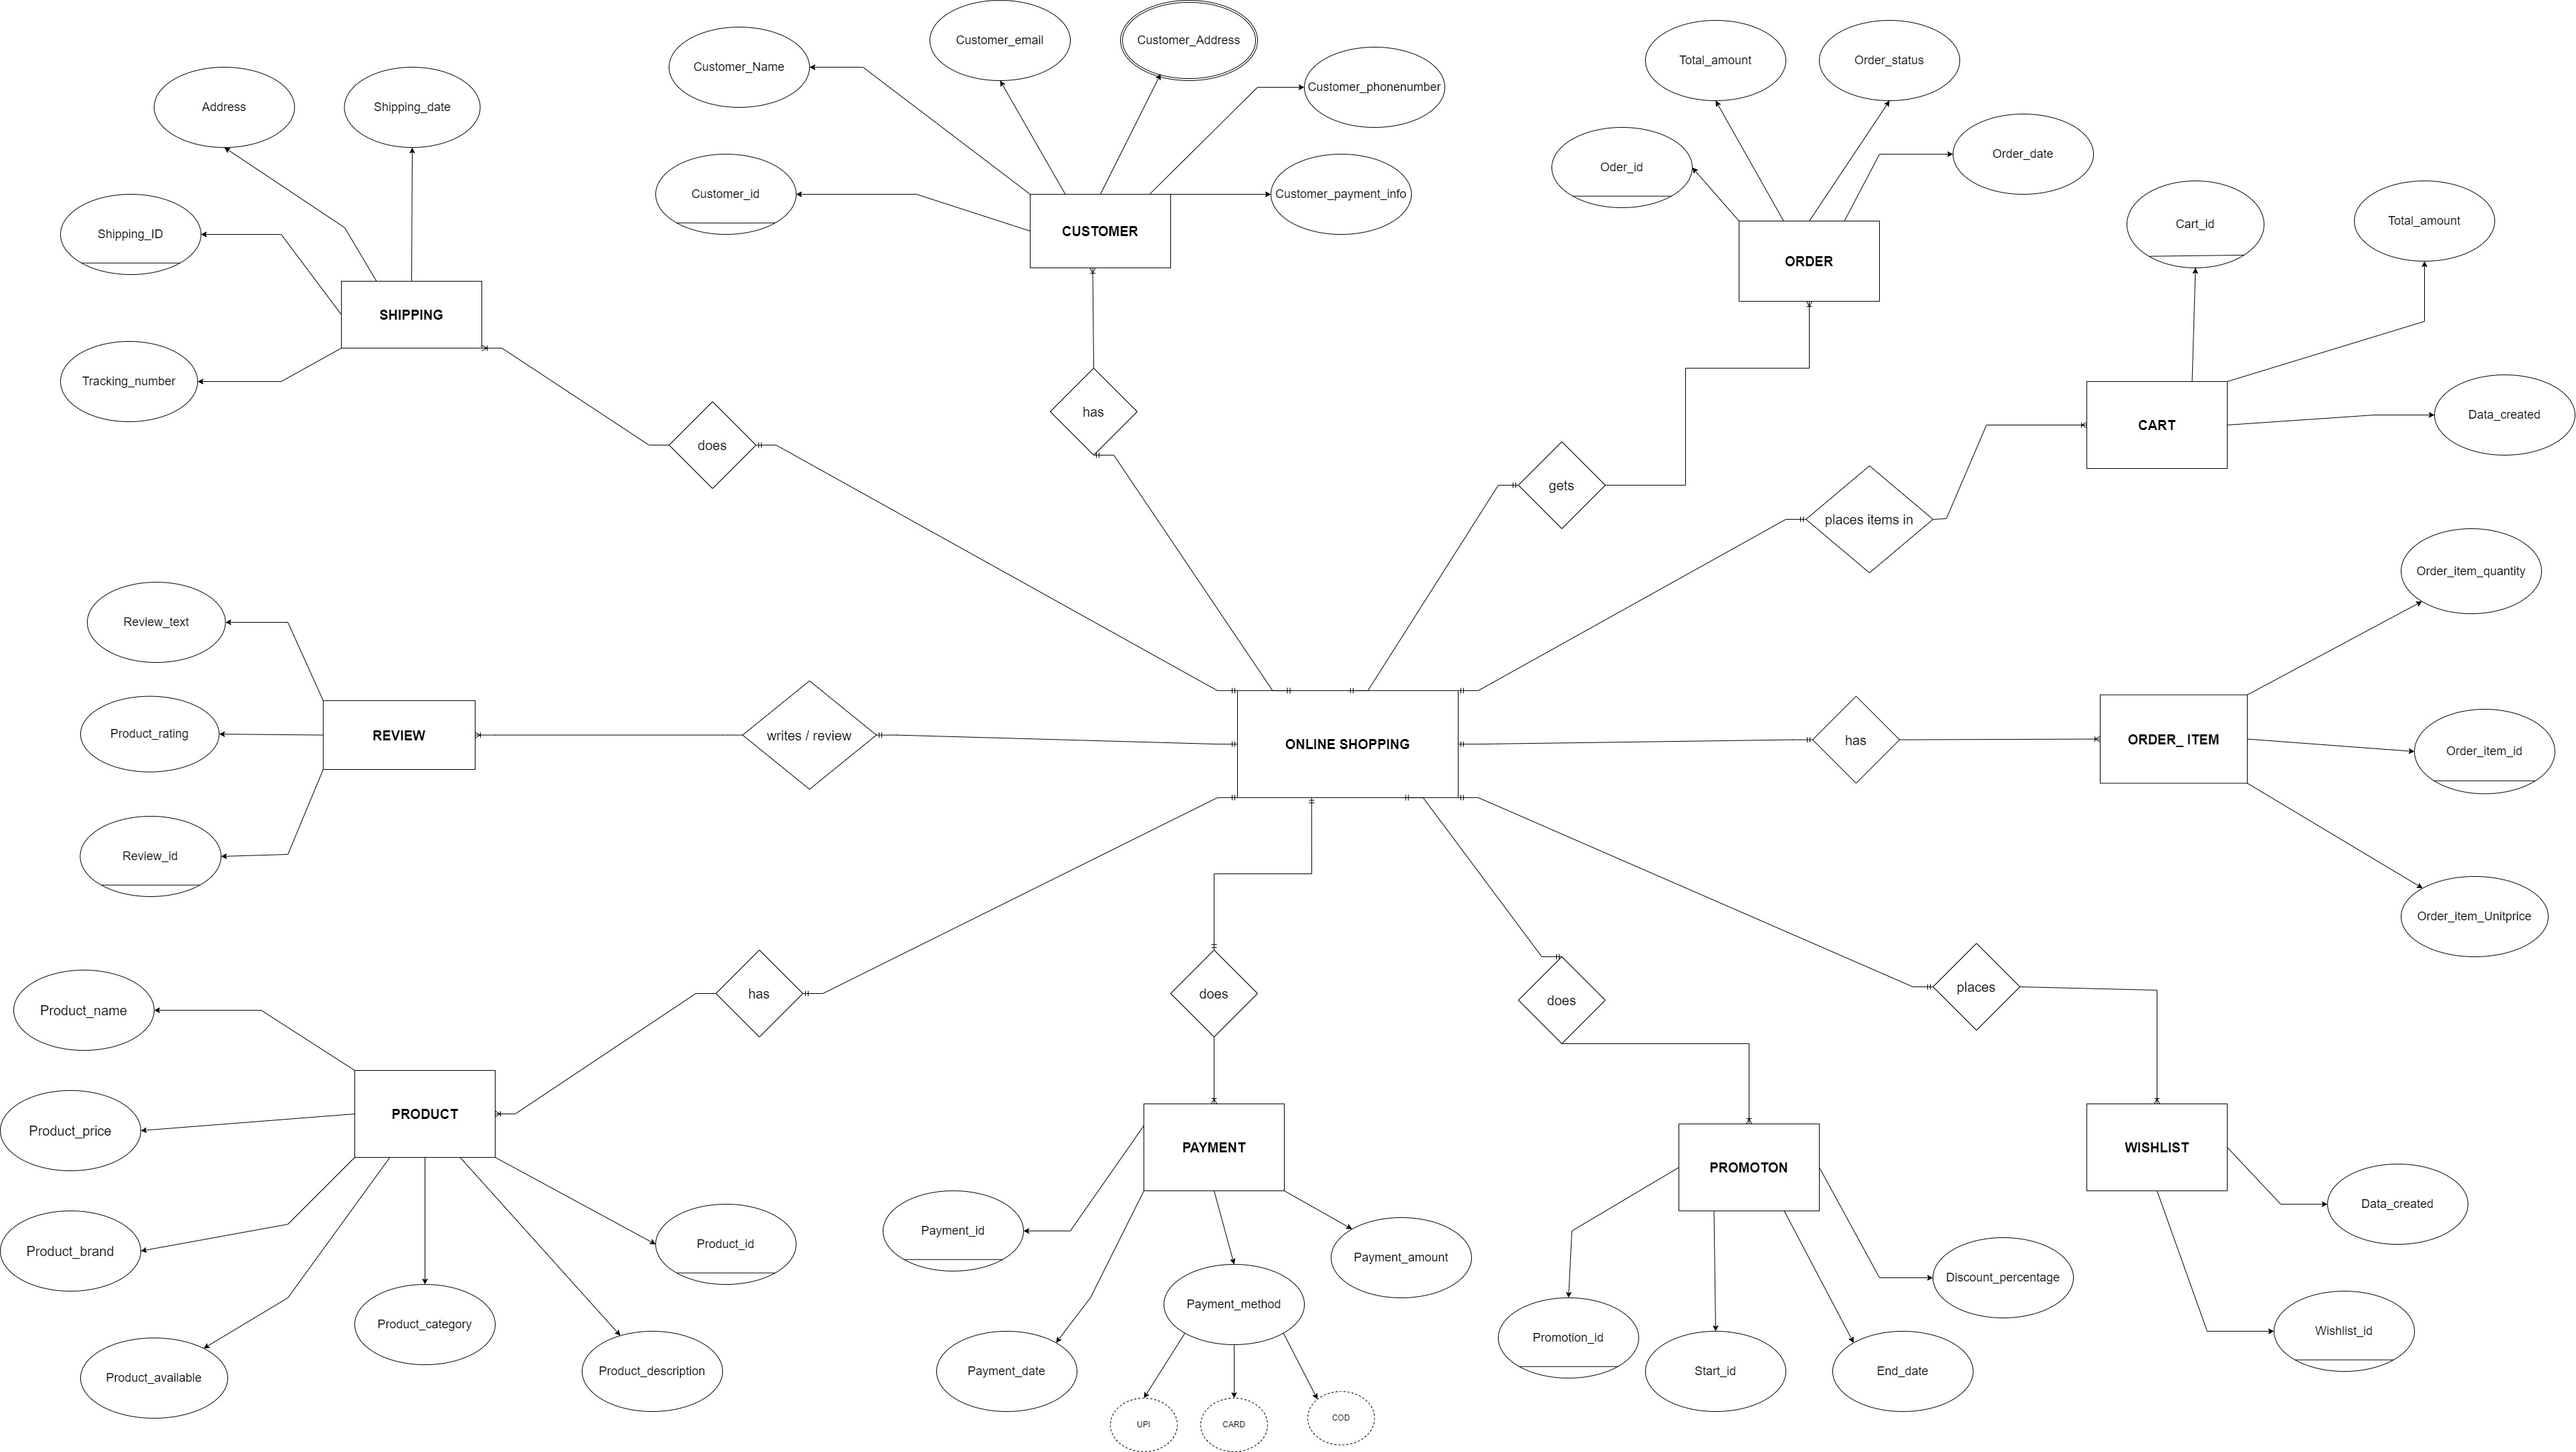 Customer_email
Customer_Address
Customer_Name
Customer_phonenumber
Total_amount
Order_status
Address
Shipping_date
Customer_id
Customer_payment_info
Oder_id
Order_date
Shipping_ID
CUSTOMER
ORDER
Cart_id
Total_amount
SHIPPING
Tracking_number
has
does
gets
places items in
CART
Data_created
Order_item_quantity
Review_text
Product_rating
REVIEW
writes / review
ONLINE SHOPPING
has
ORDER_ ITEM
Order_item_id
Review_id
Order_item_Unitprice
Product_name
has
does
does
places
Product_price
PRODUCT
PAYMENT
PROMOTON
WISHLIST
Product_brand
Product_id
Payment_id
Payment_amount
Discount_percentage
Data_created
Product_available
Product_category
Product_description
Payment_date
Payment_method
Promotion_id
Start_id
End_date
Wishlist_id
UPI
CARD
COD